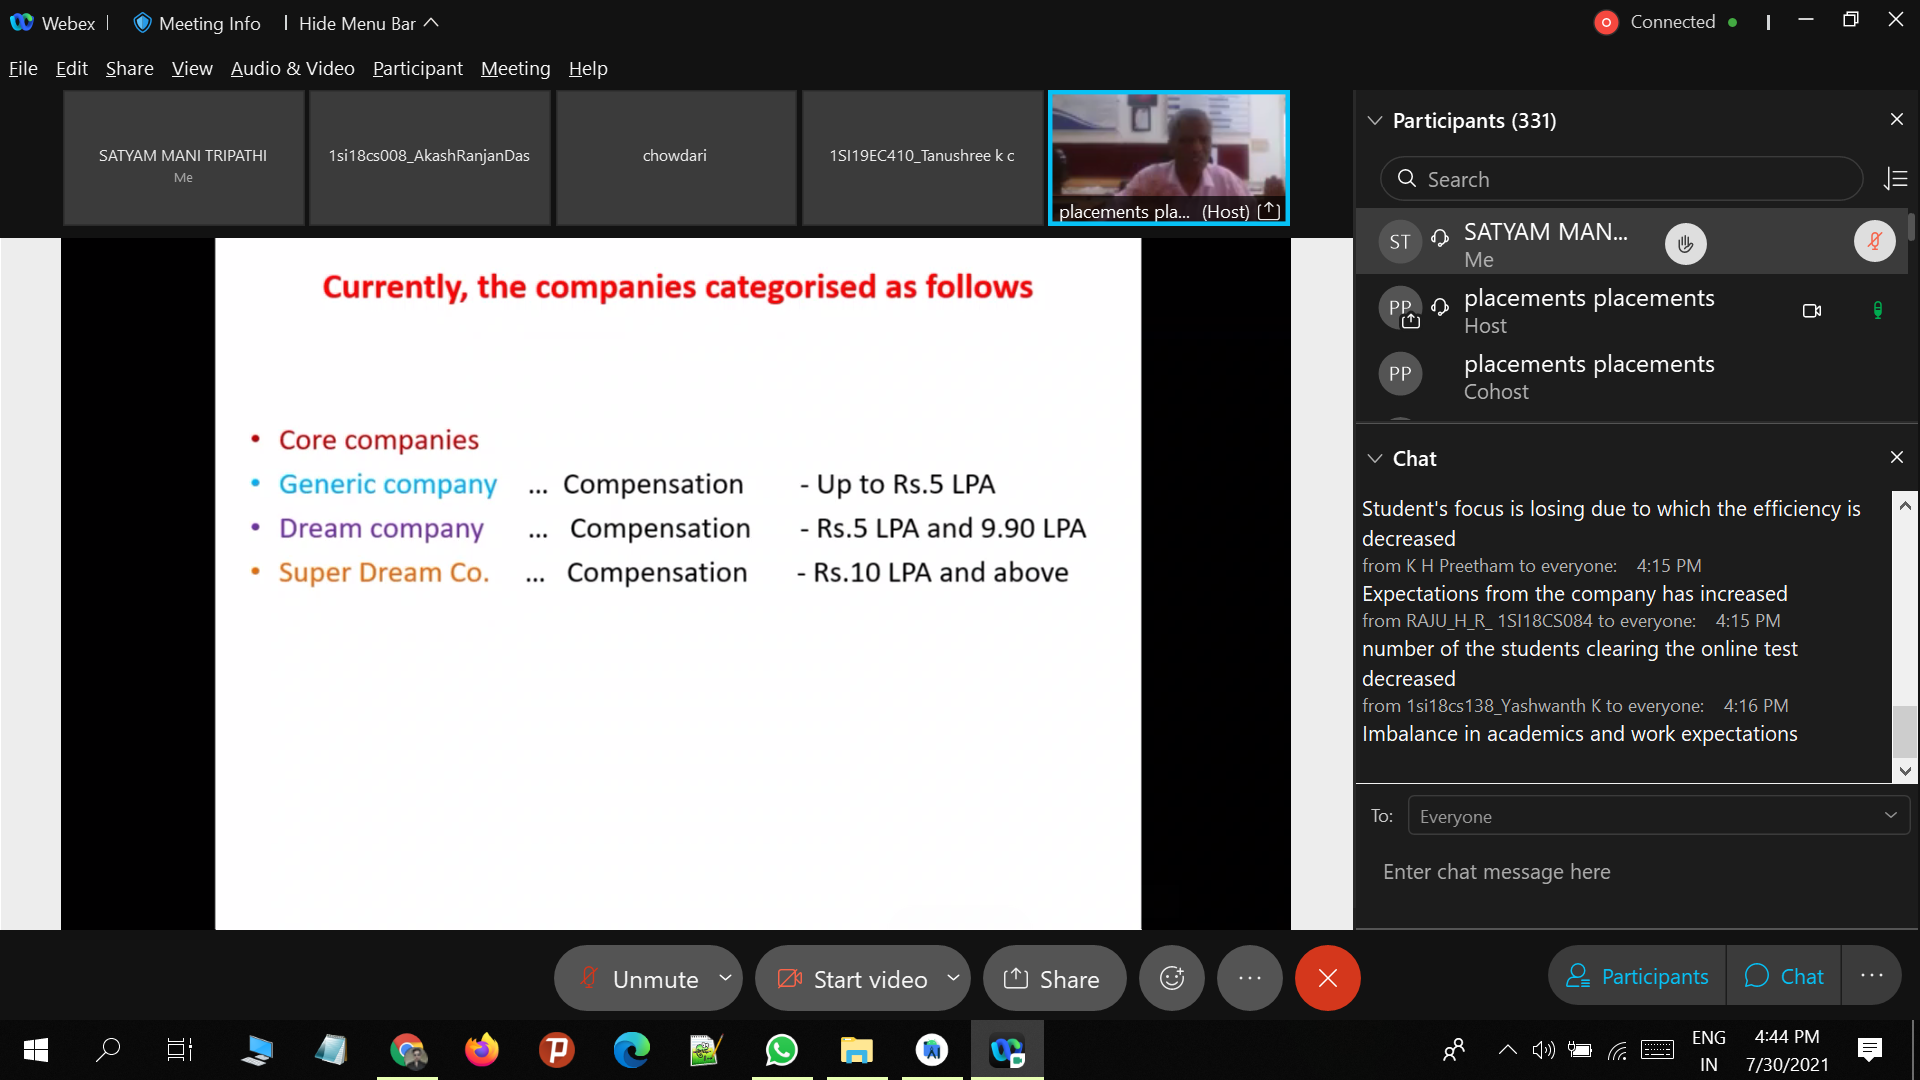 Webex
Meeting Info
Hide Menu Bar
Connected
File Edit Share View Audio & Video Participant Meeting Help
SATYAM MANI TRIPATHI
Me
1si18cs008_AkashRanjanDas
chowdari
1SI19EC410_Tanushree k c
placements pla... (Host)
Currently, the companies categorised as follows
• Core companies
• Generic company ... Compensation - Up to Rs.5 LPA
• Dream company ... Compensation - Rs.5 LPA and 9.90 LPA
• Super Dream Co. ... Compensation - Rs.10 LPA and above
Participants (331)
Search
ST
SATYAM MAN...
Me
PP
placements placements
Host
PP
placements placements
Cohost
Chat
Student's focus is losing due to which the efficiency is
decreased
from K H Preetham to everyone: 4:15 PM
Expectations from the company has increased
from RAJU_H_R_ 1SI18CS084 to everyone: 4:15 PM
number of the students clearing the online test
decreased
from 1si18cs138_Yashwanth K to everyone: 4:16 PM
Imbalance in academics and work expectations
To: Everyone
Enter chat message here
Unmute
Start video
Share
Participants
Chat
ENG
IN
4:44 PM
7/30/2021